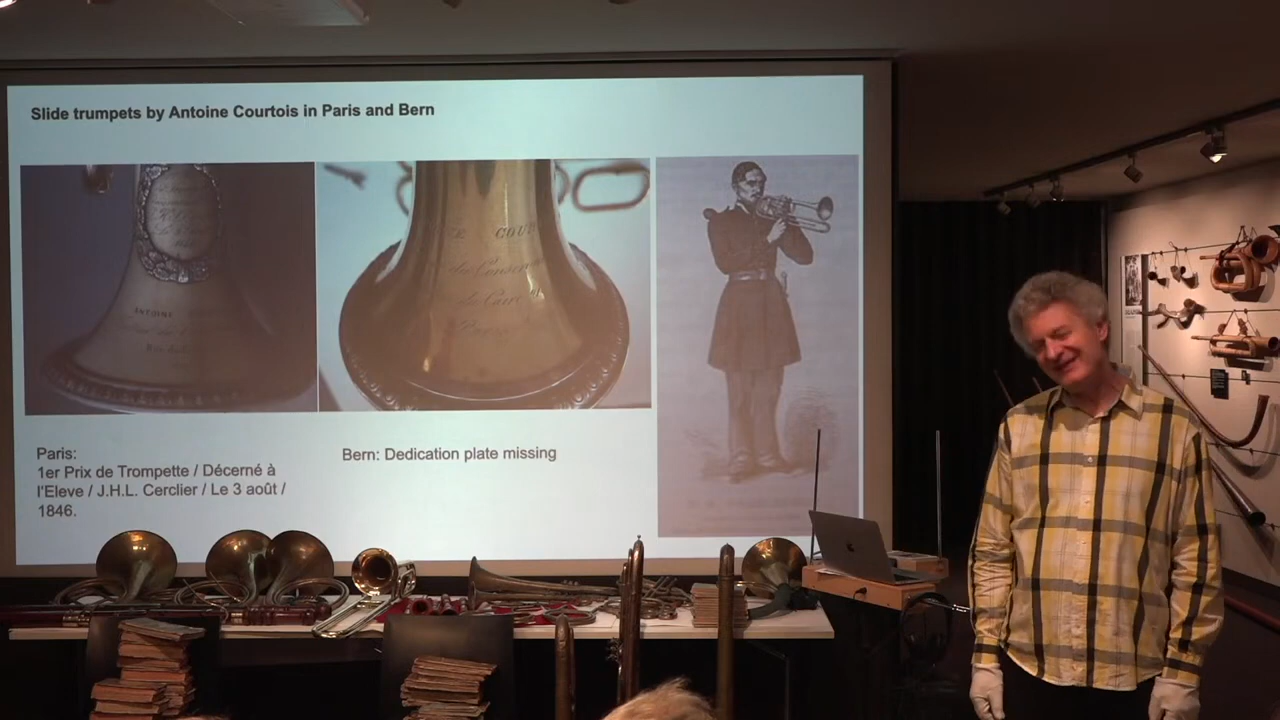 Slide trumpets by Antoine Courtois in Paris and Bern
ANTOINE
Paris:
1er Prix de Trompette / Décerné à
l'Eleve / J.H.L. Cerclier / Le 3 août /
1846.
Bern: Dedication plate missing